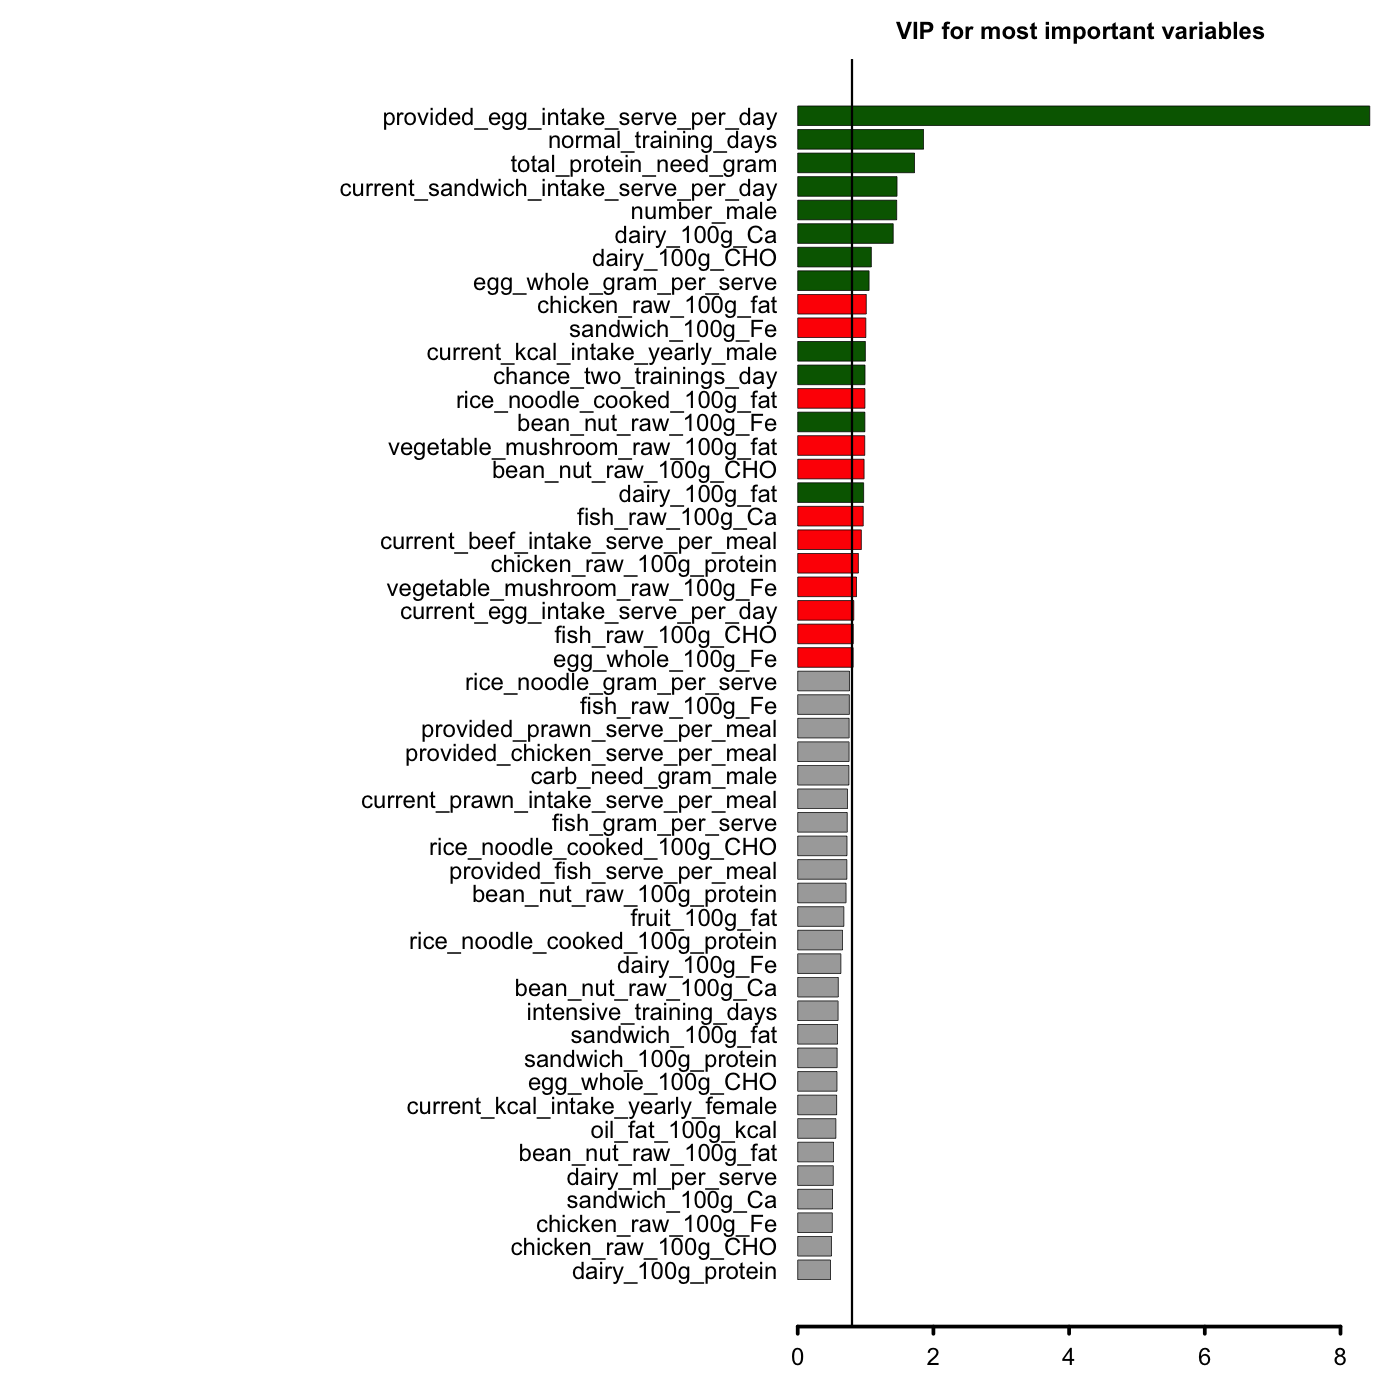 VIP for most important variables
provided_egg_intake_serve_per_day
normal_training_days
total_protein_need_gram
current_sandwich_intake_serve_per_day
number_male
dairy_100g_Ca
dairy_100g_CHO
egg_whole_gram_per_serve
chicken_raw_100g_fat
sandwich_100g_Fe
current_kcal_intake_yearly_male
chance_two_trainings_day
rice_noodle_cooked_100g_fat
bean_nut_raw_100g_Fe
vegetable_mushroom_raw_100g_fat
bean_nut_raw_100g_CHO
dairy_100g_fat
fish_raw_100g_Ca
current_beef_intake_serve_per_meal
chicken_raw_100g_protein
vegetable_mushroom_raw_100g_Fe
current_egg_intake_serve_per_day
fish_raw_100g_CHO
egg_whole_100g_Fe
rice_noodle_gram_per_serve
fish_raw_100g_Fe
provided_prawn_serve_per_meal
provided_chicken_serve_per_meal
carb_need_gram_male
current_prawn_intake_serve_per_meal
fish_gram_per_serve
rice_noodle_cooked_100g_CHO
provided_fish_serve_per_meal
bean_nut_raw_100g_protein
fruit_100g_fat
rice_noodle_cooked_100g_protein
dairy_100g_Fe
bean_nut_raw_100g_Ca
intensive_training_days
sandwich_100g_fat
sandwich_100g_protein
egg_whole_100g_CHO
current_kcal_intake_yearly_female
oil_fat_100g_kcal
bean_nut_raw_100g_fat
dairy_ml_per_serve
sandwich_100g_Ca
chicken_raw_100g_Fe
chicken_raw_100g_CHO
dairy_100g_protein
0 2 4 6 8